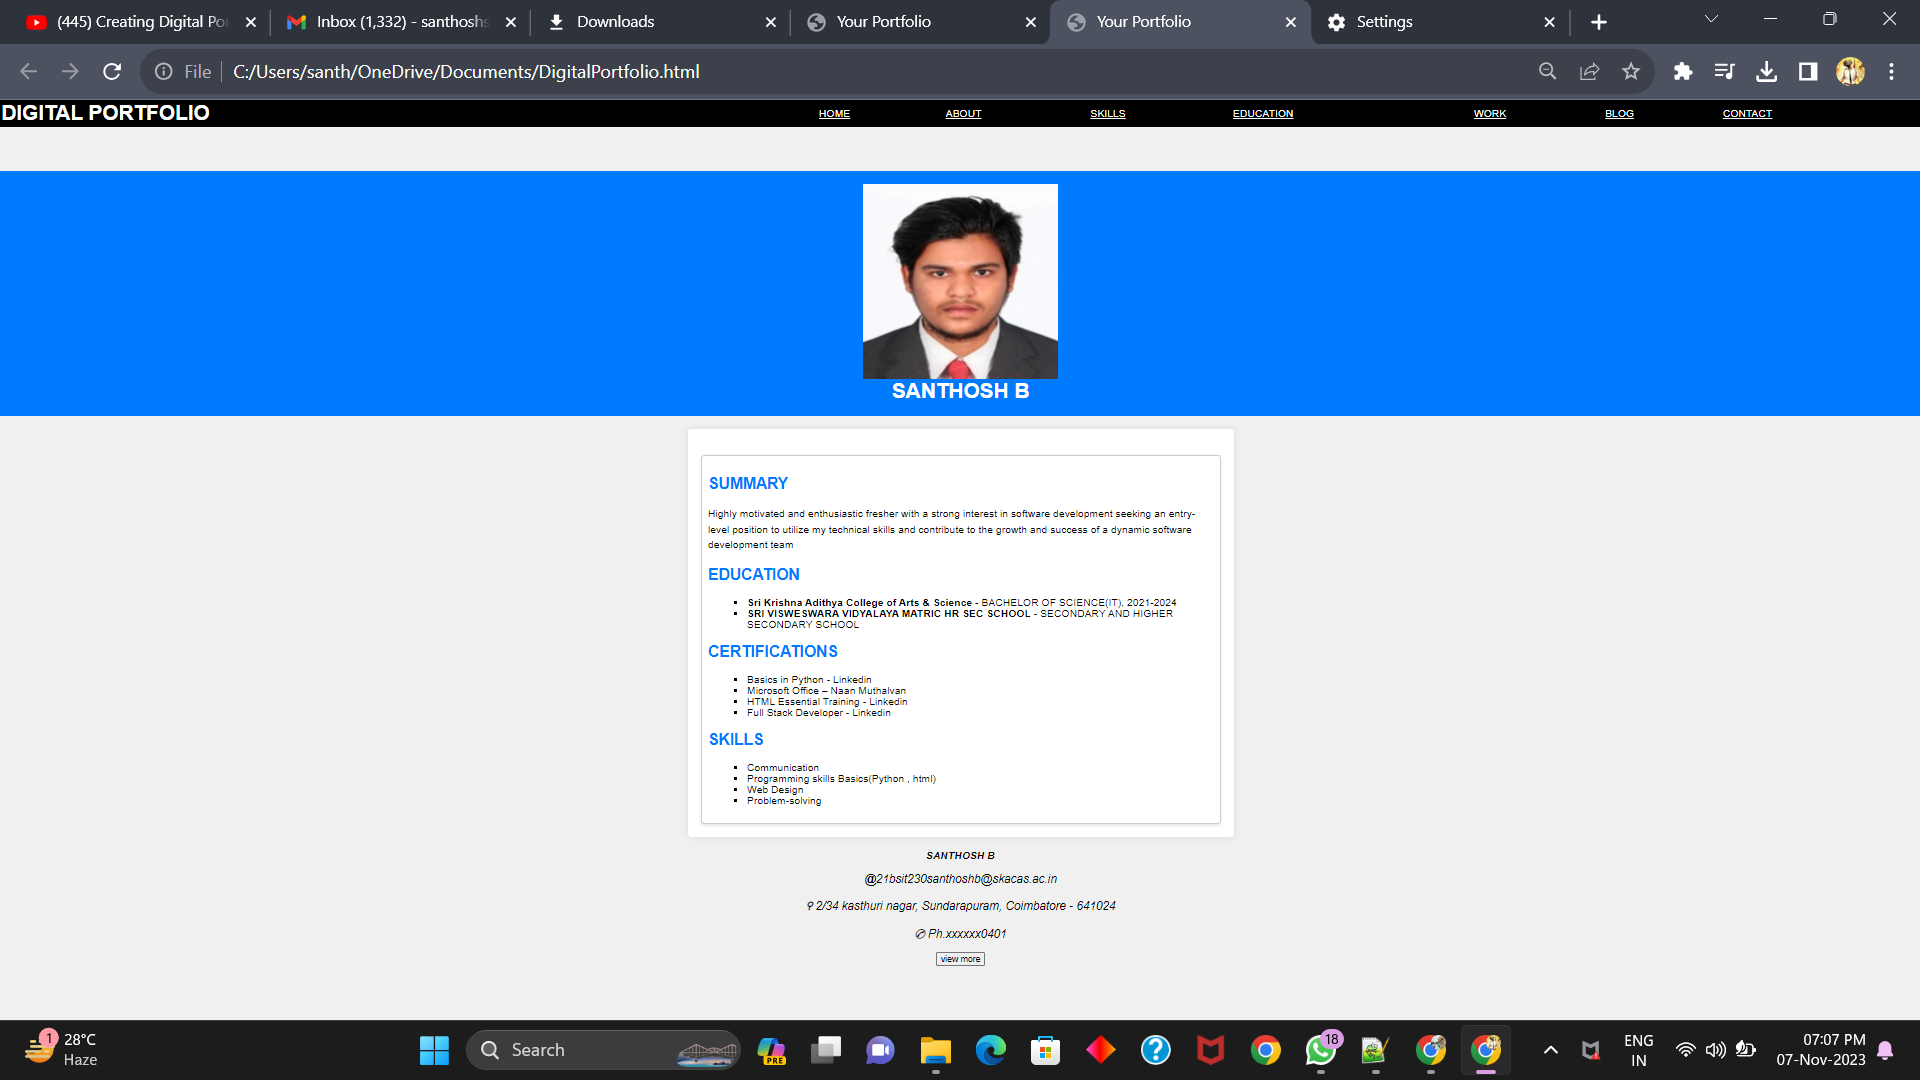 (445) Creating Digital Po
Inbox (1,332) - santhosh
Downloads
Your Portfolio
Your Portfolio
Settings
File
C:/Users/santh/OneDrive/Documents/DigitalPortfolio.html
DIGITAL PORTFOLIO
HOME
ABOUT
SKILLS
EDUCATION
WORK
BLOG
CONTACT
SANTHOSH B
SUMMARY
Highly motivated and enthusiastic fresher with a strong interest in software development seeking an entry-
level position to utilize my technical skills and contribute to the growth and success of a dynamic software
development team
EDUCATION
Sri Krishna Adithya College of Arts & Science - BACHELOR OF SCIENCE(IT), 2021-2024
SRI VISWESWARA VIDYALAYA MATRIC HR SEC SCHOOL - SECONDARY AND HIGHER
SECONDARY SCHOOL
CERTIFICATIONS
Basics in Python - Linkedin
Microsoft Office – Naan Muthalvan
HTML Essential Training - Linkedin
Full Stack Developer - Linkedin
SKILLS
Communication
Programming skills Basics(Python , html)
Web Design
Problem-solving
SANTHOSH B
@21bsit230santhoshb@skacas.ac.in
⚲ 2/34 kasthuri nagar, Sundarapuram, Coimbatore - 641024
✆ Ph.xxxxxx0401
view more
1
28°C
Haze
Search
PRE
18
ENG
IN
07:07 PM
07-Nov-2023